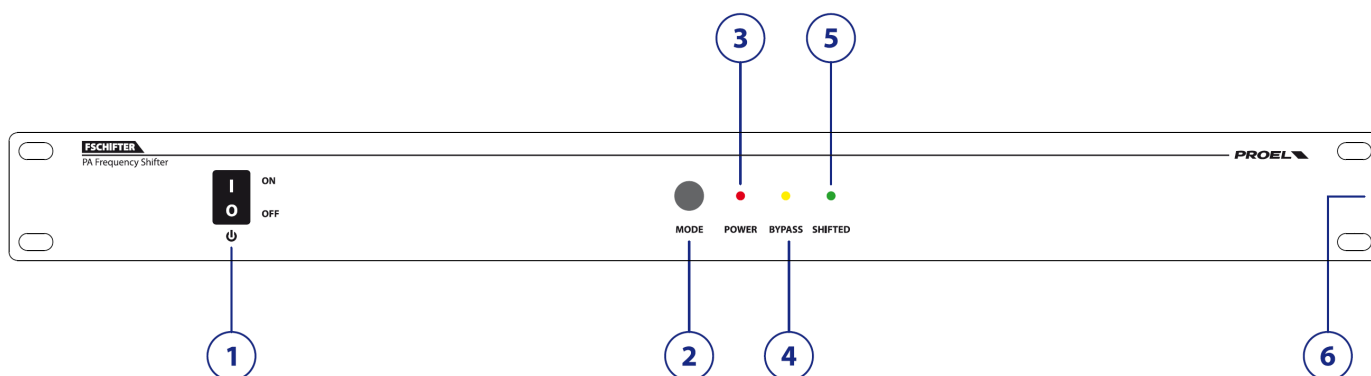 3
5
FSCHIFTER
PA Frequency Shifter
PROEL
I
ON
O
OFF
MODE
POWER
BYPASS
SHIFTED
1
2
4
6